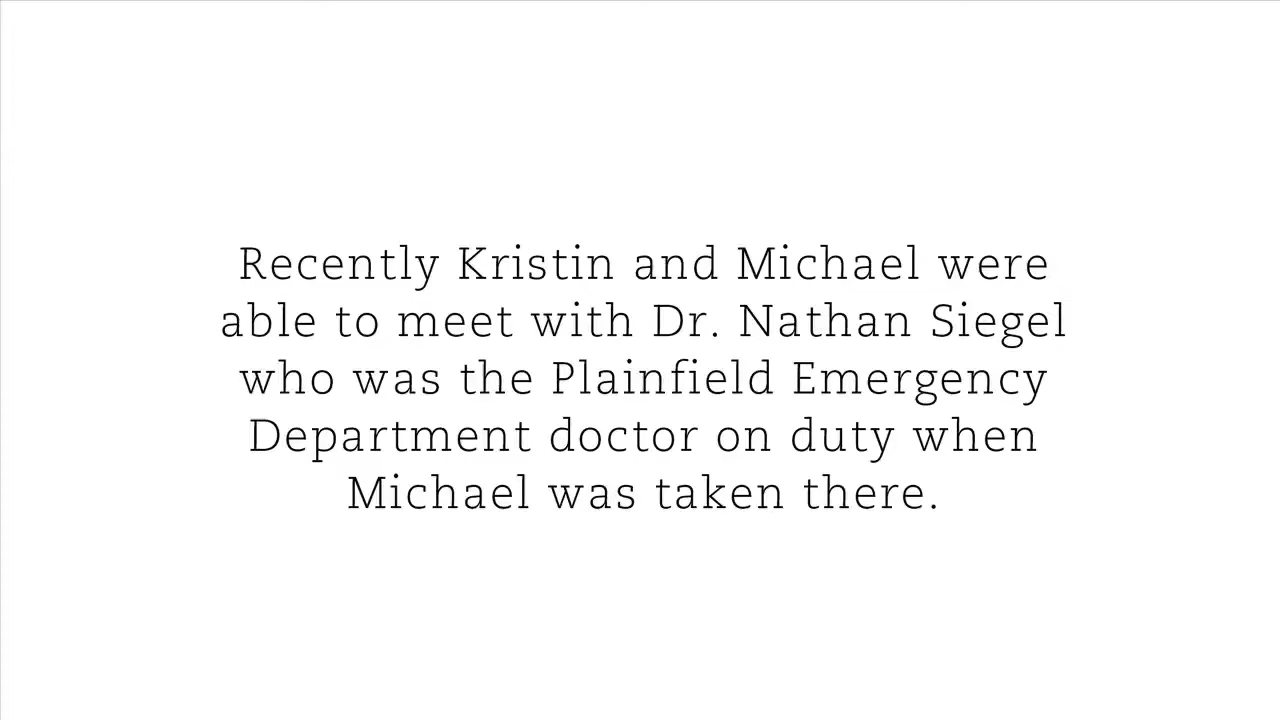 Recently Kristin and Michael were
able to meet with Dr. Nathan Siegel
who was the Plainfield Emergency
Department doctor on duty when
Michael was taken there.